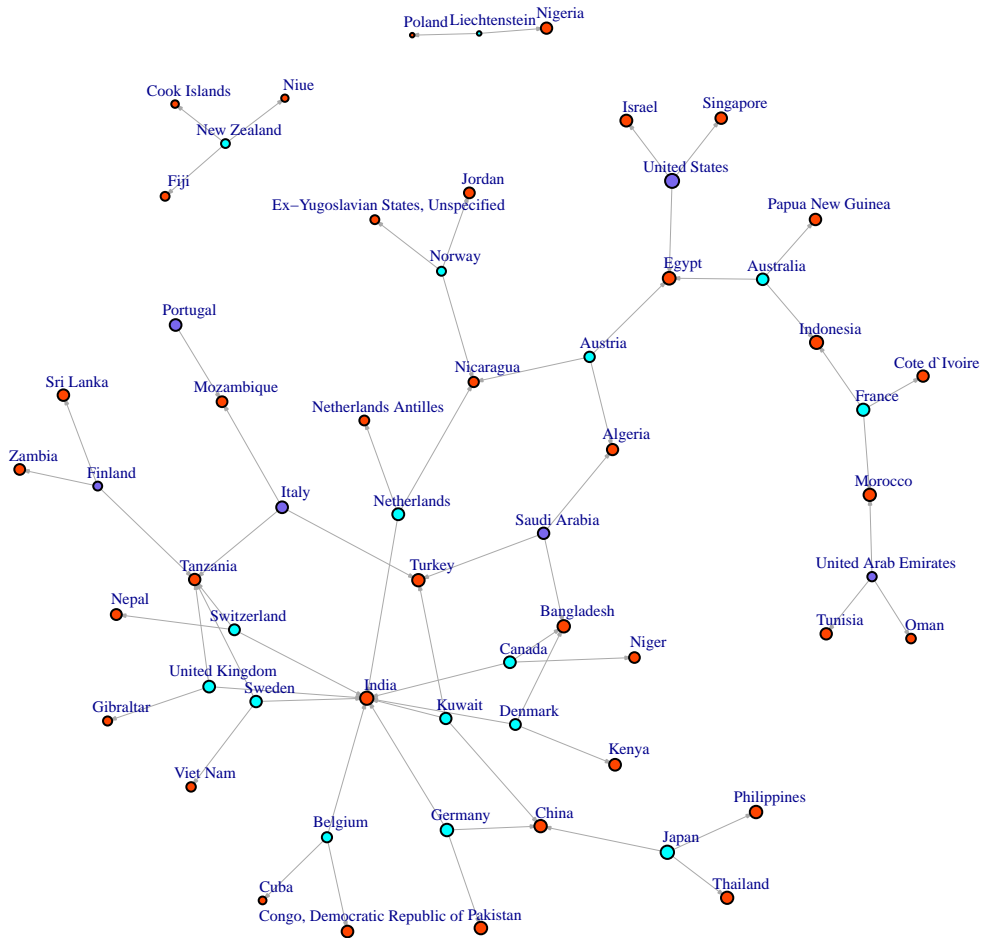 Poland
Liechtenstein
Nigeria
Cook Islands
Niue
New Zealand
Fiji
Israel
Singapore
United States
Jordan
Ex−Yugoslavian States, Unspecified
Papua New Guinea
Norway
Egypt
Australia
Portugal
Indonesia
Austria
Nicaragua
Cote d`Ivoire
Sri Lanka
Mozambique
France
Netherlands Antilles
Algeria
Zambia
Finland
Italy
Netherlands
Morocco
Saudi Arabia
Tanzania
Turkey
United Arab Emirates
Nepal
Switzerland
Bangladesh
Tunisia
Oman
Canada
Niger
United Kingdom
Sweden
India
Gibraltar
Kuwait
Denmark
Kenya
Viet Nam
Philippines
Belgium
Germany
China
Japan
Cuba
Thailand
Congo, Democratic Republic of
Pakistan